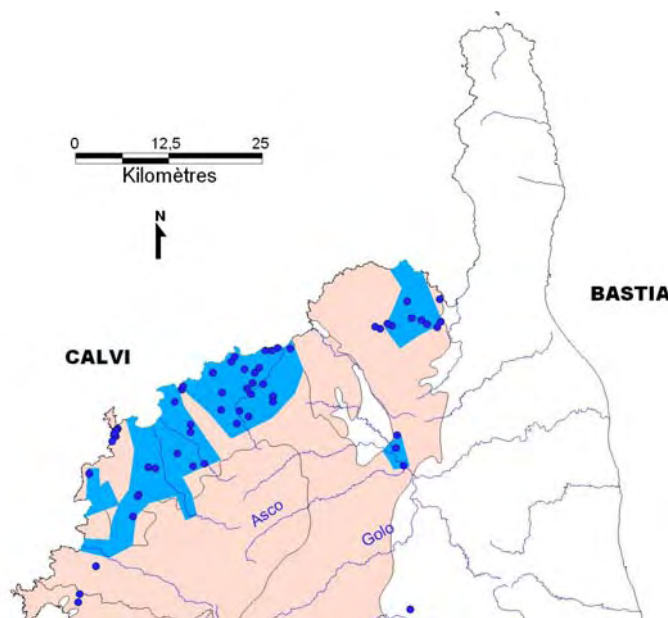 0 12,5 25
Kilomètres
N
BASTIA
CALVI
Asco
Golo